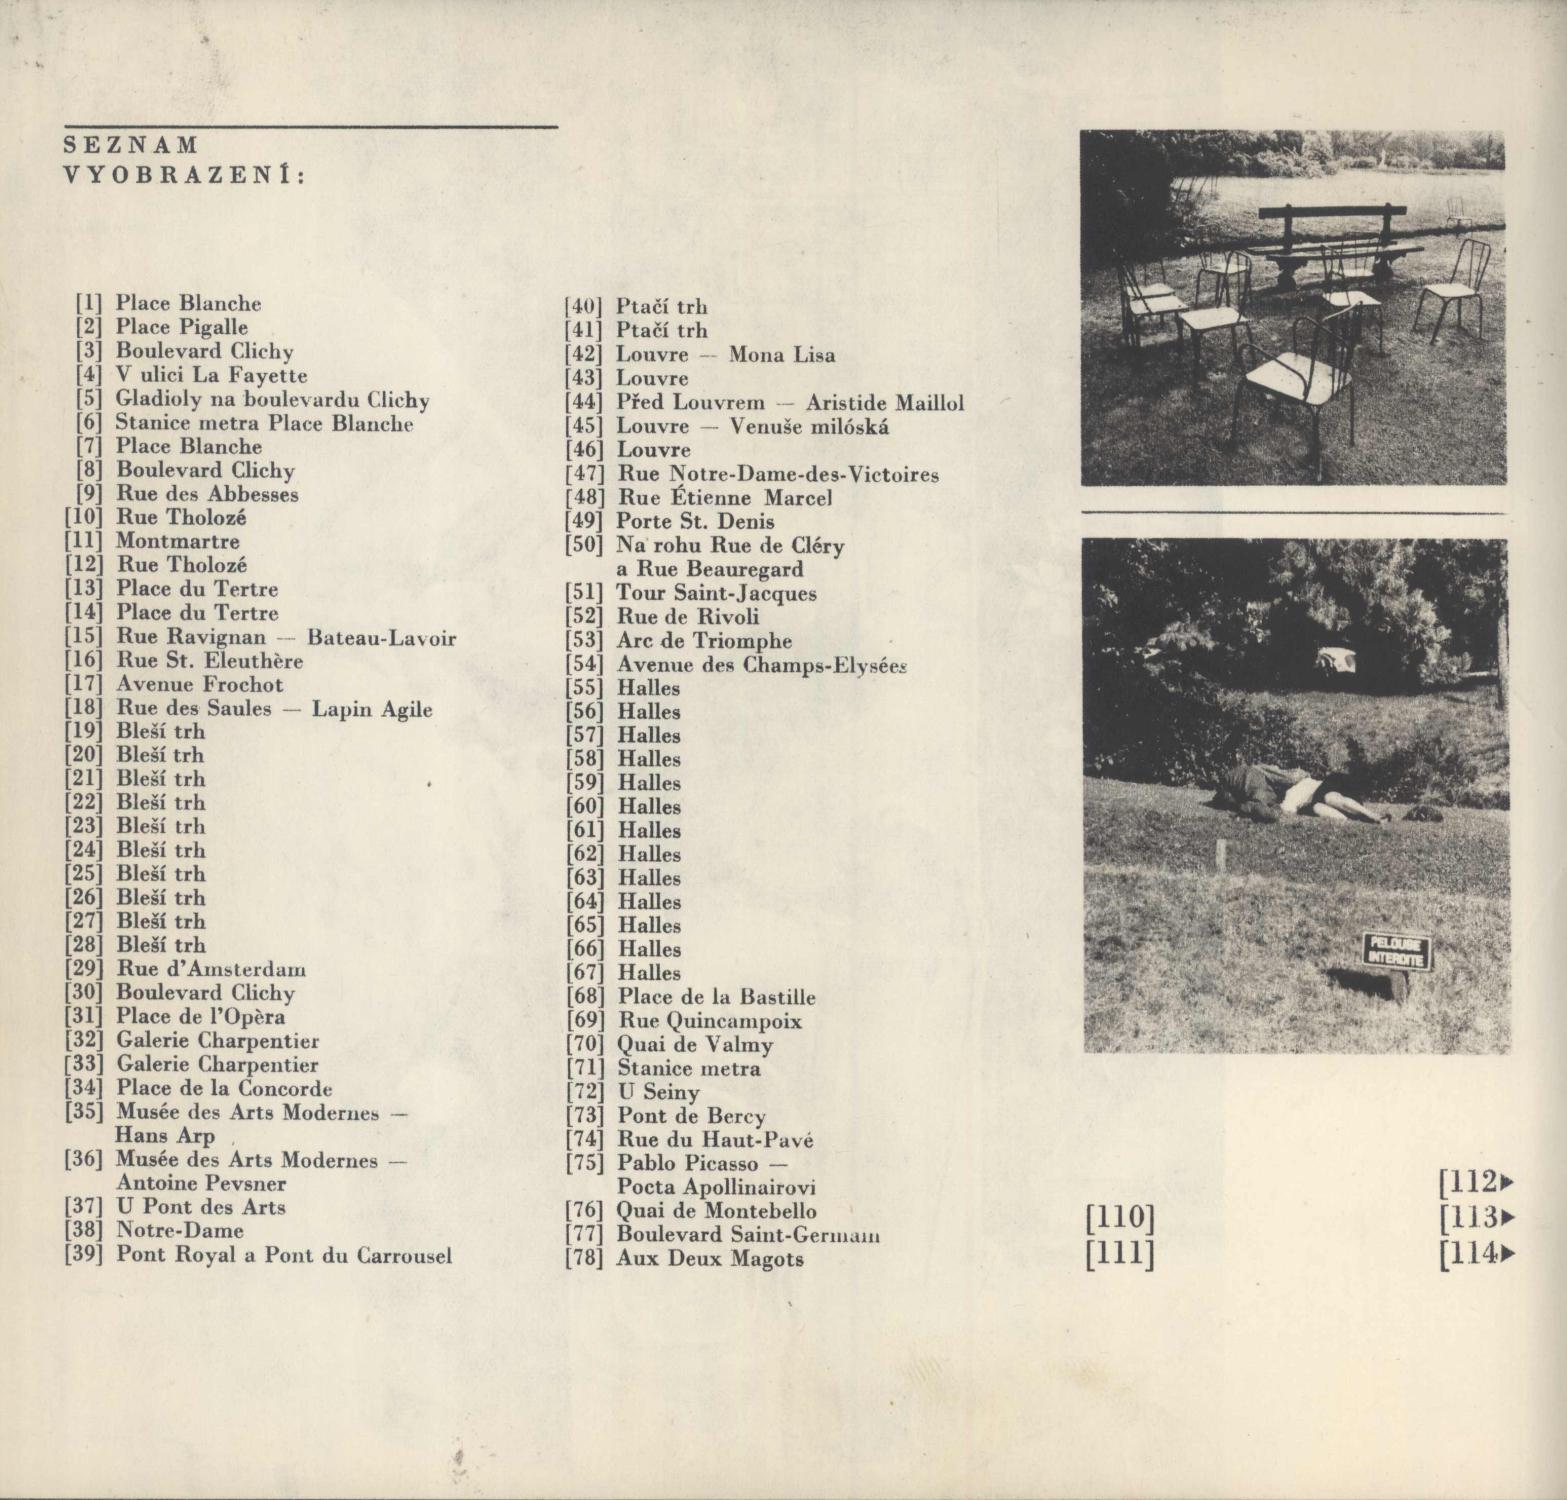 SEZNAM
VYOBRAZENÍ:
[1] Place Blanche
[2] Place Pigalle
[3] Boulevard Clichy
[4] V ulici La Fayette
[5] Gladioly na boulevardu Clichy
[6] Stanice metra Place Blanche
[7] Place Blanche
[8] Boulevard Clichy
[9] Rue des Abbesses
[10] Rue Tholozé
[11] Montmartre
[12] Rue Tholozé
[13] Place du Tertre
[14] Place du Tertre
[15] Rue Ravignan — Bateau-Lavoir
[16] Rue St. Eleuthère
[17] Avenue Frochot
[18] Rue des Saules — Lapin Agile
[19] Bleší trh
[20] Bleší trh
[21] Bleší trh
[22] Bleší trh
[23] Bleší trh
[24] Bleší trh
[25] Bleší trh
[26] Bleší trh
[27] Bleší trh
[28] Bleší trh
[29] Rue d'Amsterdam
[30] Boulevard Clichy
[31] Place de l'Opèra
[32] Galerie Charpentier
[33] Galerie Charpentier
[34] Place de la Concorde
[35] Musée des Arts Modernes —
Hans Arp
[36] Musée des Arts Modernes —
Antoine Pevsner
[37] U Pont des Arts
[38] Notre-Dame
[39] Pont Royal a Pont du Carrousel
[40] Ptačí trh
[41] Ptačí trh
[42] Louvre — Mona Lisa
[43] Louvre
[44] Před Louvrem — Aristide Maillol
[45] Louvre — Venuše milóská
[46] Louvre
[47] Rue Notre-Dame-des-Victoires
[48] Rue Étienne Marcel
[49] Porte St. Denis
[50] Na rohu Rue de Cléry
a Rue Beauregard
[51] Tour Saint-Jacques
[52] Rue de Rivoli
[53] Arc de Triomphe
[54] Avenue des Champs-Elysées
[55] Halles
[56] Halles
[57] Halles
[58] Halles
[59] Halles
[60] Halles
[61] Halles
[62] Halles
[63] Halles
[64] Halles
[65] Halles
[66] Halles
[67] Halles
[68] Place de la Bastille
[69] Rue Quincampoix
[70] Quai de Valmy
[71] Stanice metra
[72] U Seiny
[73] Pont de Bercy
[74] Rue du Haut-Pavé
[75] Pablo Picasso —
Pocta Apollinairovi
[76] Quai de Montebello
[77] Boulevard Saint-Germain
[78] Aux Deux Magots
PELOUSE
INTERDITE
[110]
[111]
[112▶
[113▶
[114▶